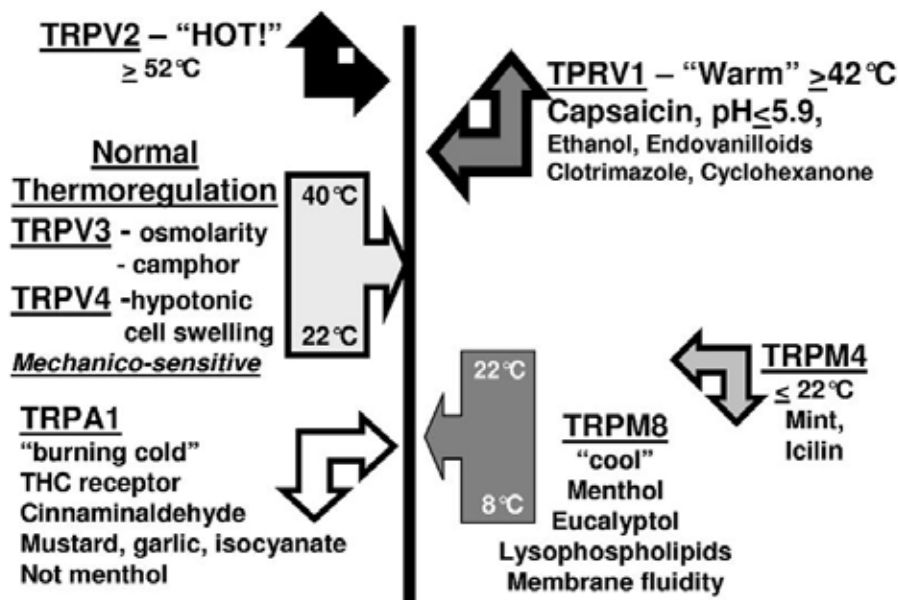 TRPV2 – “HOT!”
≥ 52°C
TPRV1 – “Warm” ≥42°C
Capsaicin, pH≤5.9,
Ethanol, Endovanilloids
Clotrimazole, Cyclohexanone
Normal
Thermoregulation
TRPV3 - osmolarity
- camphor
TRPV4 -hypotonic
cell swelling
Mechanico-sensitive
40°C
22°C
TRPA1
“burning cold”
THC receptor
Cinnaminaldehyde
Mustard, garlic, isocyanate
Not menthol
22°C
8°C
TRPM8
“cool”
Menthol
Eucalyptol
Lysophospholipids
Membrane fluidity
TRPM4
≤ 22°C
Mint,
Icilin